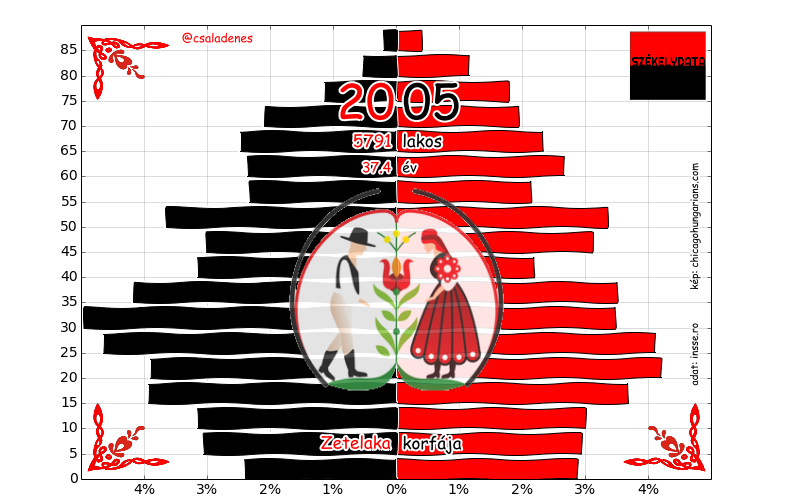 @csaladenes
SZÉKELYDATA
2005
5791 lakos
37.4 év
kép: chicagohungarians.com
adat: insse.ro
Zetelaka korfája
85
80
75
70
65
60
55
50
45
40
35
30
25
20
15
10
5
0
4% 3% 2% 1% 0% 1% 2% 3% 4%